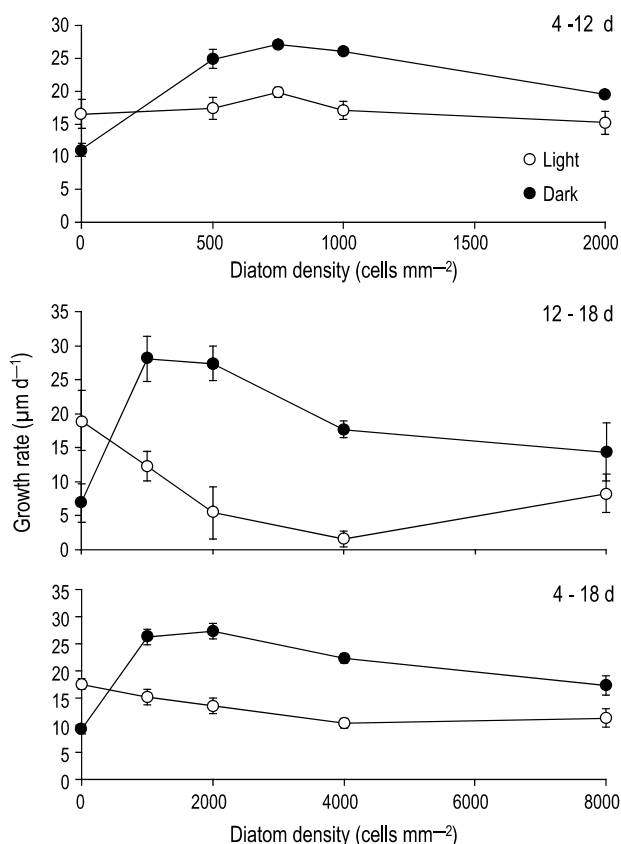 4 -12 d
30
25
20
15
10
5
0
Light
Dark
0 500 1000 1500 2000
Diatom density (cells mm—2)
12 - 18 d
35
30
25
20
15
10
5
0
Growth rate (µm d—1)
4 - 18 d
35
30
25
20
15
10
5
0
0 2000 4000 6000 8000
Diatom density (cells mm—2)